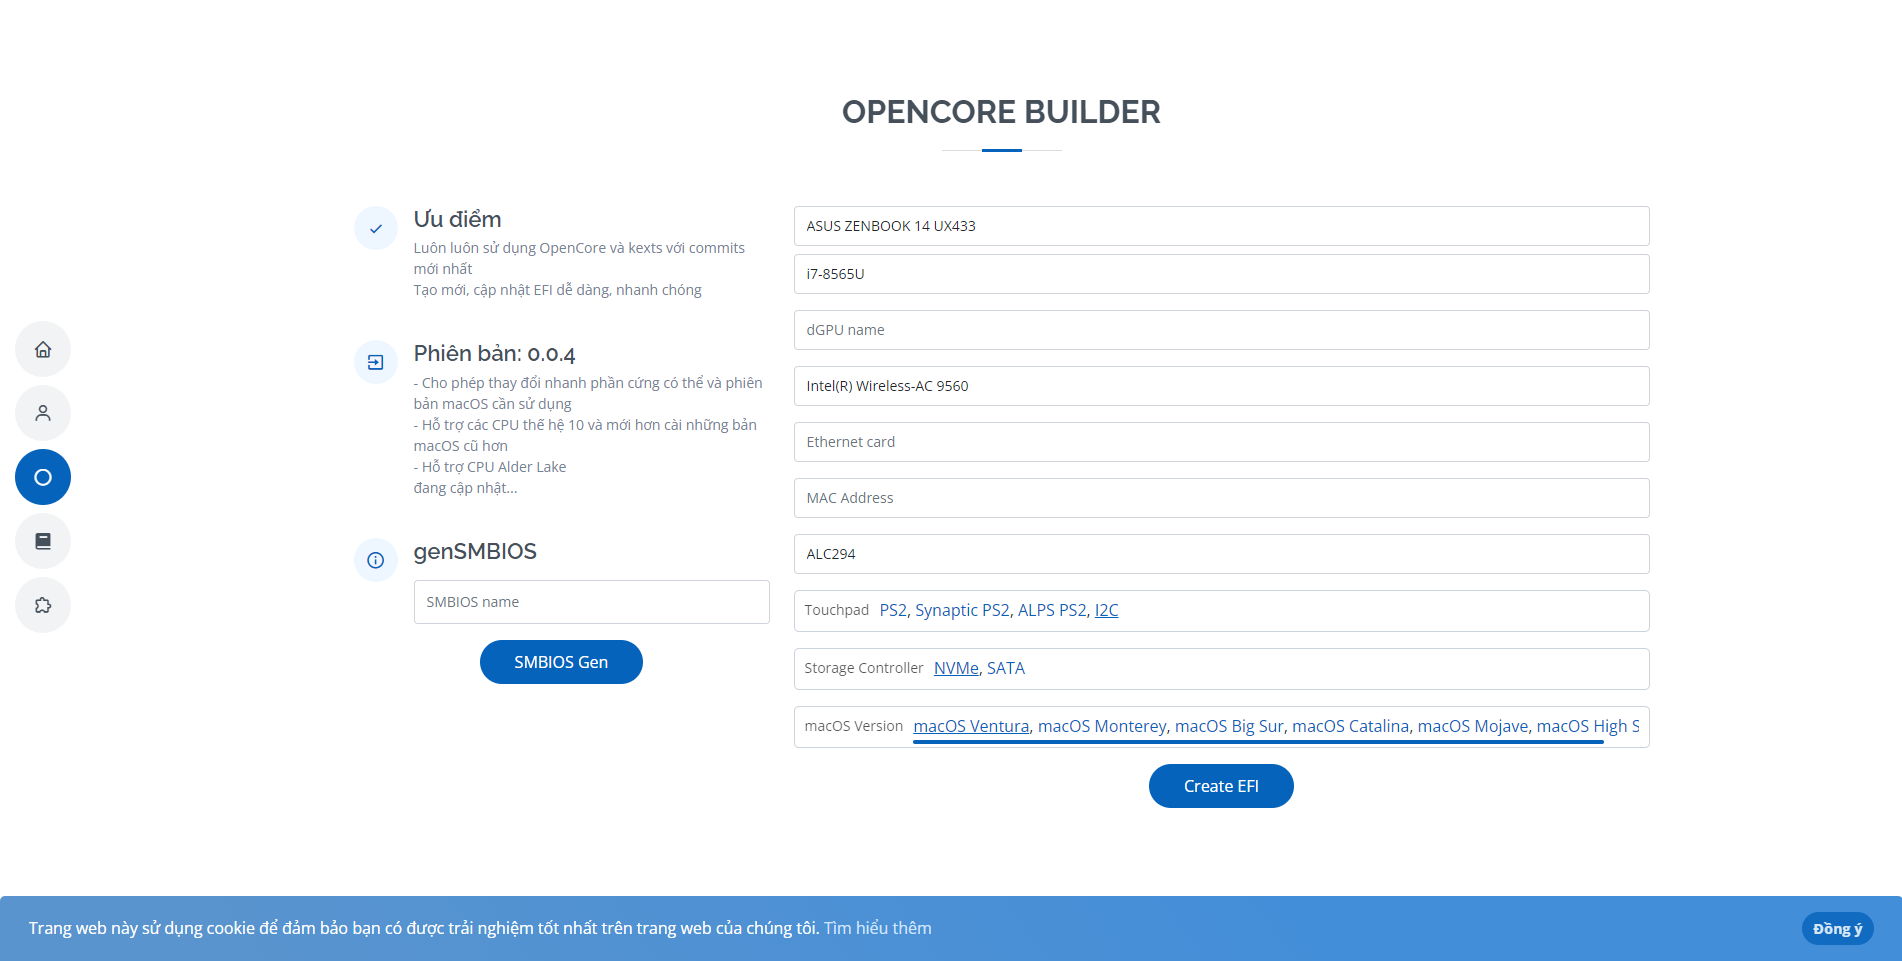 OPENCORE BUILDER
Ưu điểm
Luôn luôn sử dụng OpenCore và kexts với commits
mới nhất
Tạo mới, cập nhật EFI dễ dàng, nhanh chóng
Phiên bản: 0.0.4
- Cho phép thay đổi nhanh phần cứng có thể và phiên
bản macOS cần sử dụng
- Hỗ trợ các CPU thế hệ 10 và mới hơn cài những bản
macOS cũ hơn
- Hỗ trợ CPU Alder Lake
đang cập nhật...
genSMBIOS
SMBIOS name
SMBIOS Gen
ASUS ZENBOOK 14 UX433
i7-8565U
dGPU name
Intel(R) Wireless-AC 9560
Ethernet card
MAC Address
ALC294
Touchpad PS2, Synaptic PS2, ALPS PS2, I2C
Storage Controller NVMe, SATA
macOS Version macOS Ventura, macOS Monterey, macOS Big Sur, macOS Catalina, macOS Mojave, macOS High S
Create EFI
Trang web này sử dụng cookie để đảm bảo bạn có được trải nghiệm tốt nhất trên trang web của chúng tôi. Tìm hiểu thêm
Đồng ý